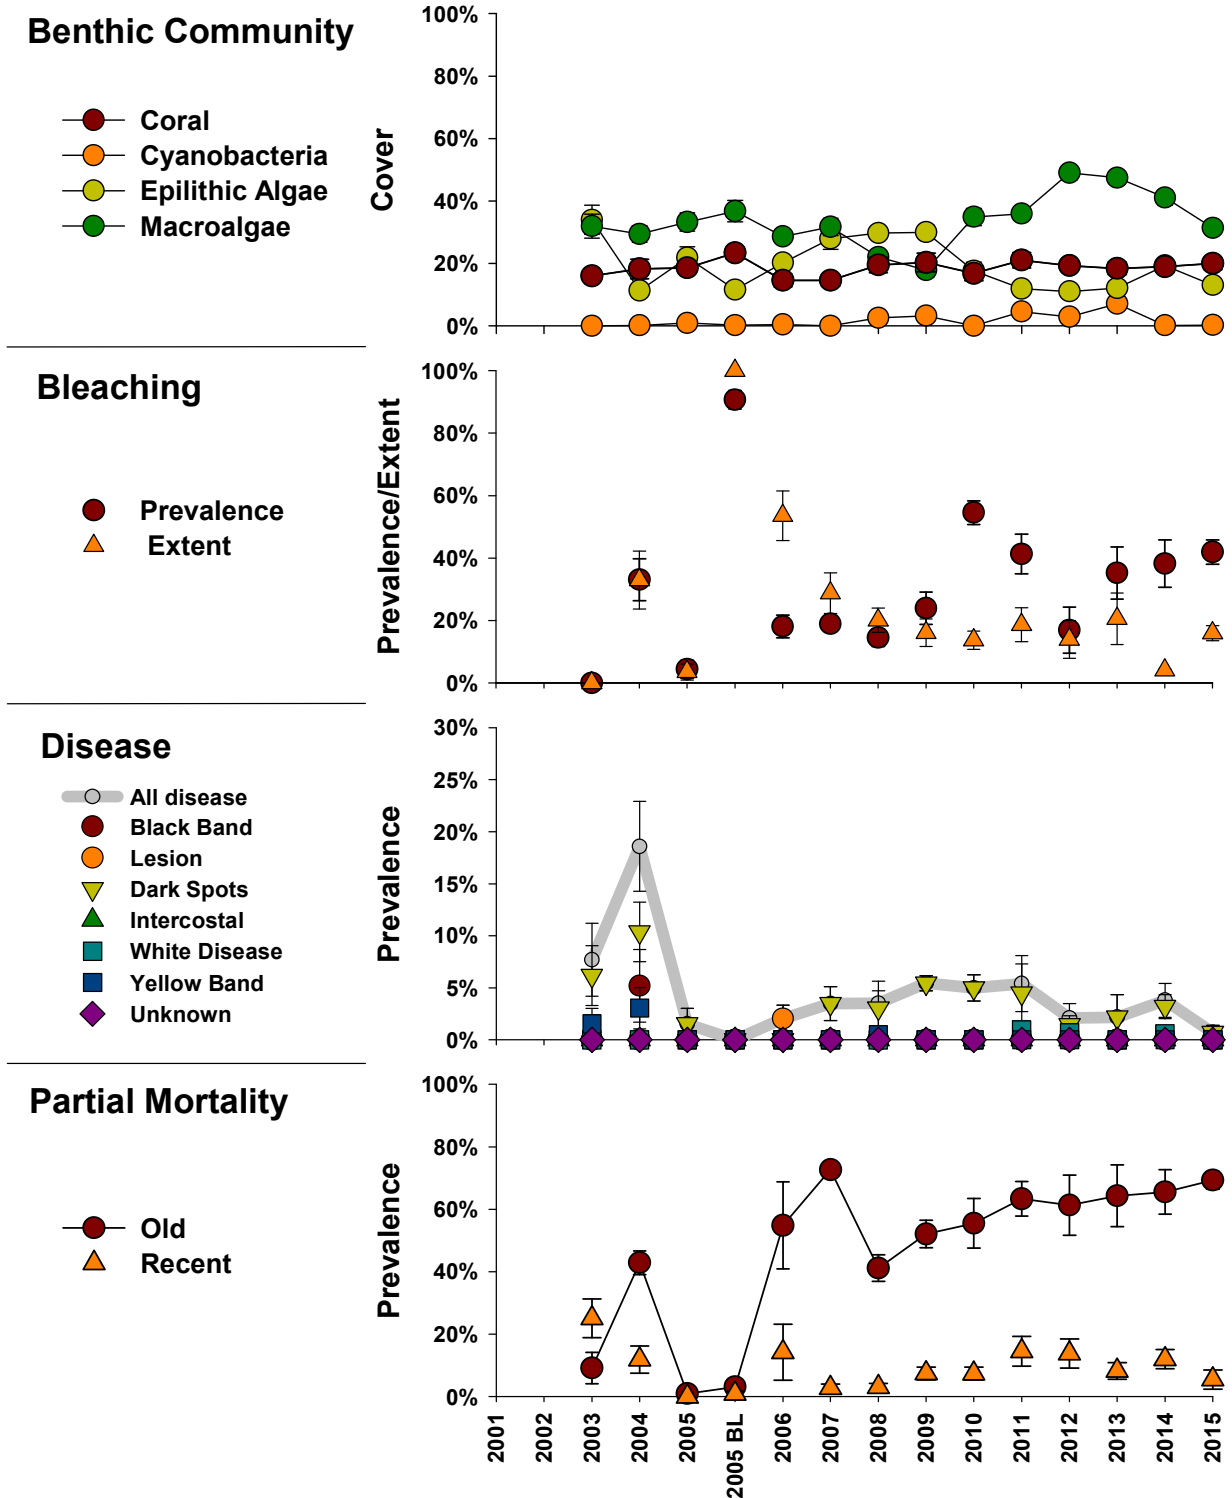 Benthic Community
Coral
Cyanobacteria
Epilithic Algae
Macroalgae
Cover
100%
80%
60%
40%
20%
0%
Bleaching
Prevalence
Extent
Prevalence/Extent
100%
80%
60%
40%
20%
0%
Disease
All disease
Black Band
Lesion
Dark Spots
Intercostal
White Disease
Yellow Band
Unknown
Prevalence
30%
25%
20%
15%
10%
5%
0%
Partial Mortality
Old
Recent
Prevalence
100%
80%
60%
40%
20%
0%
2001
2002
2003
2004
2005
2005 BL
2006
2007
2008
2009
2010
2011
2012
2013
2014
2015